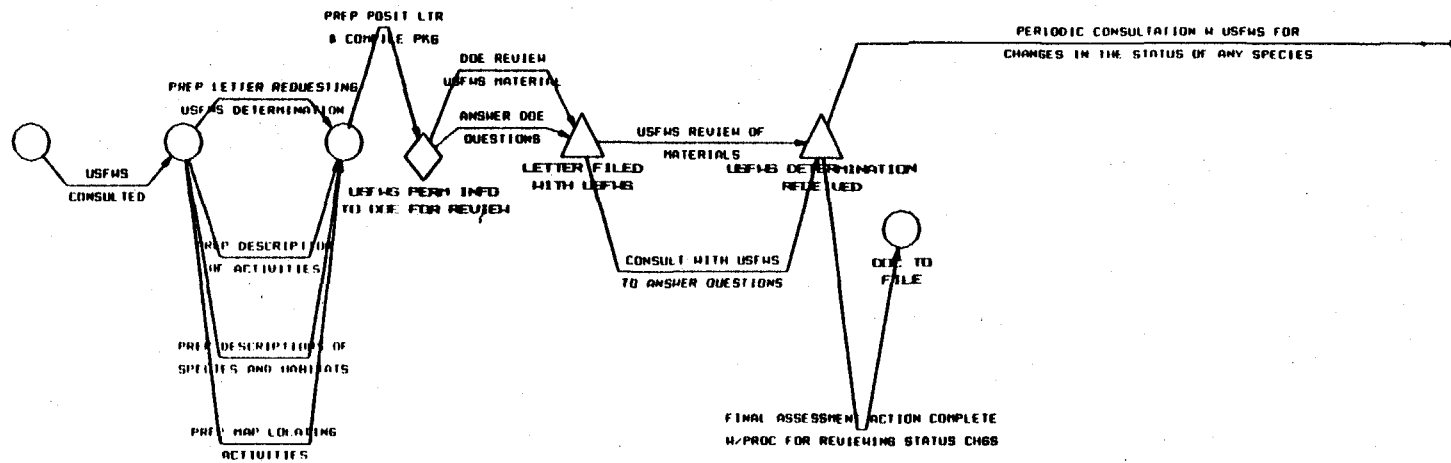 PREP POSIT LTR
& COMPILE PKG
PERIODIC CONSULTATION W USFWS FOR
CHANGES IN THE STATUS OF ANY SPECIES
DOE REVIEW
USFWS MATERIAL
PREP LETTER REQUESTING
USFWS DETERMINATION
ANSWER DOE
QUESTIONS
USFWS REVIEW OF
MATERIALS
LETTER FILED
WITH USFWS
USFWS DETERMINATION
RECEIVED
USFWS
CONSULTED
USFWS PERM INFO
TO DOE FOR REVIEW
PREP DESCRIPTION
OF ACTIVITIES
CONSULT WITH USFWS
TO ANSWER QUESTIONS
DOE TO
FILE
PREP DESCRIPTIONS OF
SPECIES AND HABITATS
PREP MAP LOCATING
ACTIVITIES
FINAL ASSESSMENT ACTION COMPLETE
W/PROC FOR REVIEWING STATUS CHGS